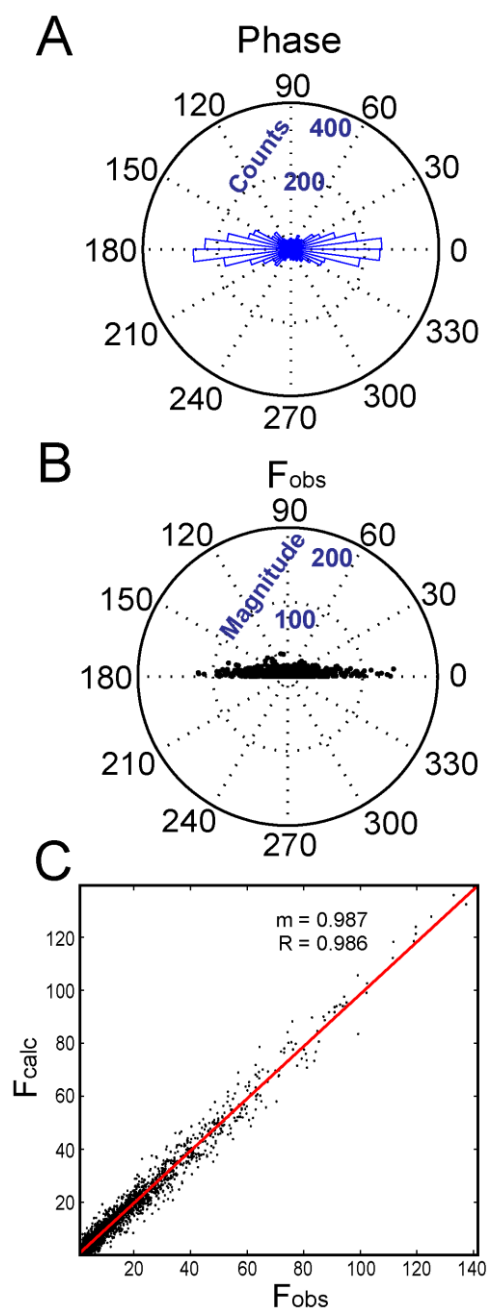 A
Phase
90
120 60
Counts 400
150 200 30
180 0
210 330
240 300
270
B
Fobs
90
120 60
Magnitude 200
150 100 30
180 0
210 330
240 300
270
C
m = 0.987
R = 0.986
120
100
80
60
40
20
Fcalc
20 40 60 80 100 120 140
Fobs